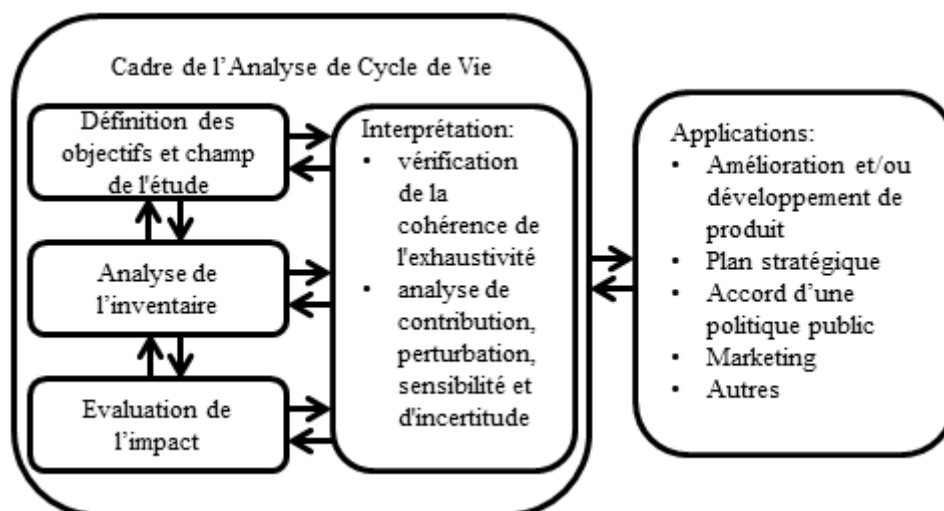 Cadre de l'Analyse de Cycle de Vie
Définition des
objectifs et champ
de l'étude
Analyse de
l'inventaire
Evaluation de
l'impact
Interprétation:
• vérification
de la
cohérence de
l'exhaustivité
• analyse de
contribution,
perturbation,
sensibilité et
d'incertitude
Applications:
• Amélioration et/ou
développement de
produit
• Plan stratégique
• Accord d'une
politique public
• Marketing
• Autres